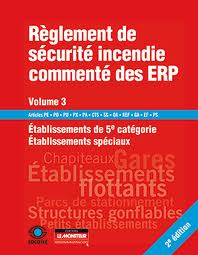 Règlement de
sécurité incendie
commenté des ERP
Volume 3
Articles PE • PO • PU • PX • PA • CTS • SG • OA • REF • GA • EF • PS
Établissements de 5e catégorie
Établissements spéciaux
Chapiteaux Gares
Établissements
flottants
Parcs de stationnement
Structures gonflables
Petits établissements
2e édition
SOCOTEC
LE MONITEUR